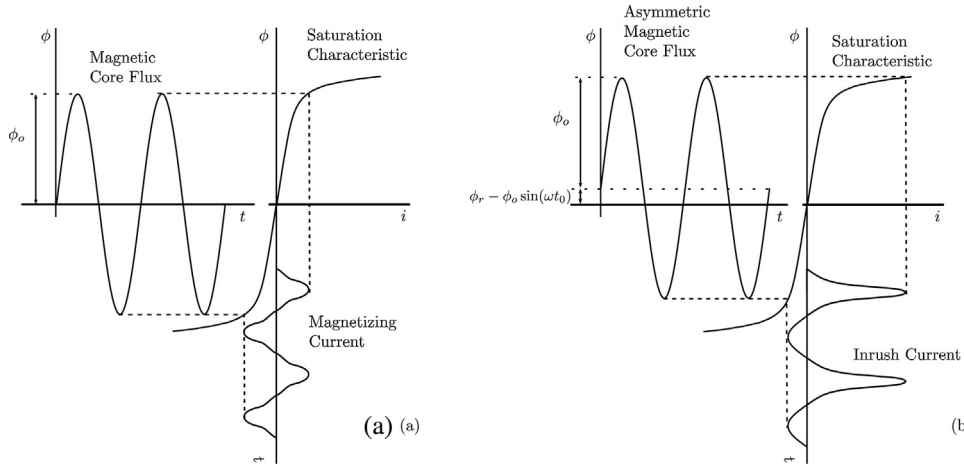 ϕ
Magnetic
Core Flux
ϕ
Saturation
Characteristic
ϕₒ
t
i
Magnetizing
Current
t
(a) (a)
Asymmetric
Magnetic
Core Flux
ϕ
ϕ
Saturation
Characteristic
ϕₒ
ϕᵣ − ϕₒ sin(ωt₀)
t
i
Inrush Current
t
(b